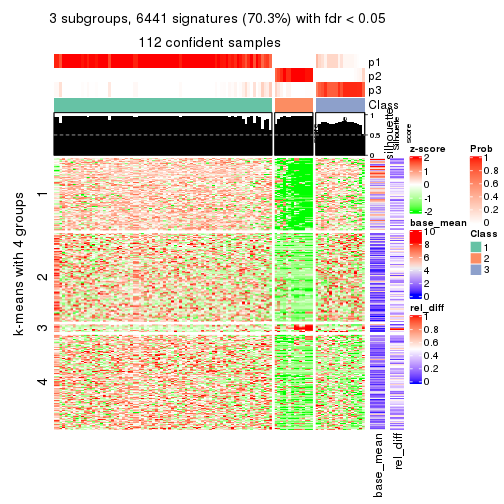 3 subgroups, 6441 signatures (70.3%) with fdr < 0.05
112 confident samples
p1
p2
p3
Class
1
0.5
0
silhouette
Silhouette
score
k-means with 4 groups
1
2
3
4
base_mean
rel_diff
z-score
2
1
0
-1
-2
base_mean
10
8
6
4
2
0
rel_diff
1
0.8
0.6
0.4
0.2
0
Prob
1
0.8
0.6
0.4
0.2
0
Class
1
2
3